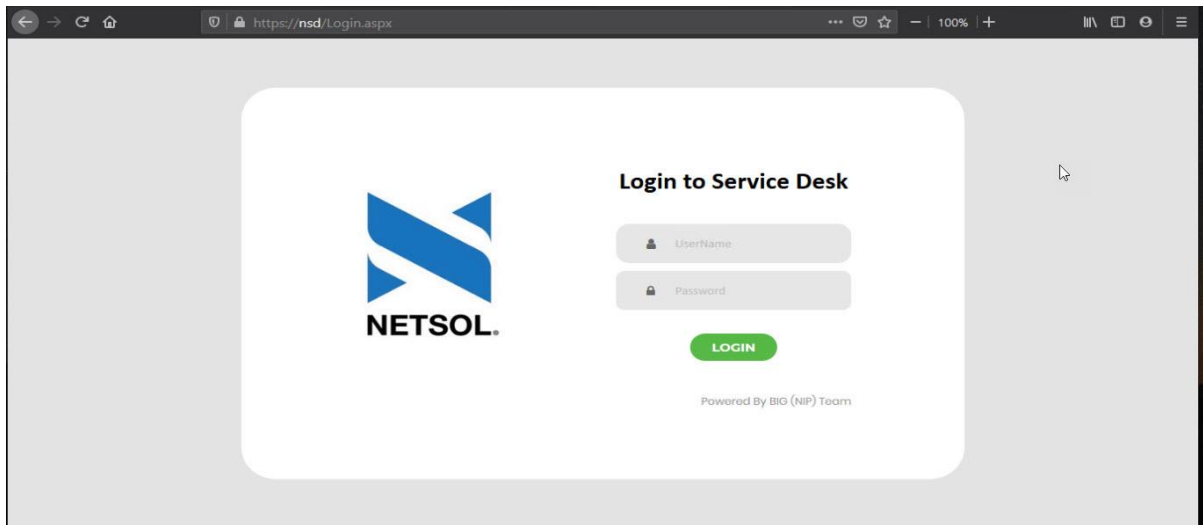 https://nsd/Login.aspx
100%
Login to Service Desk
UserName
Password
NETSOL.
LOGIN
Powered By BIG (NIP) Team